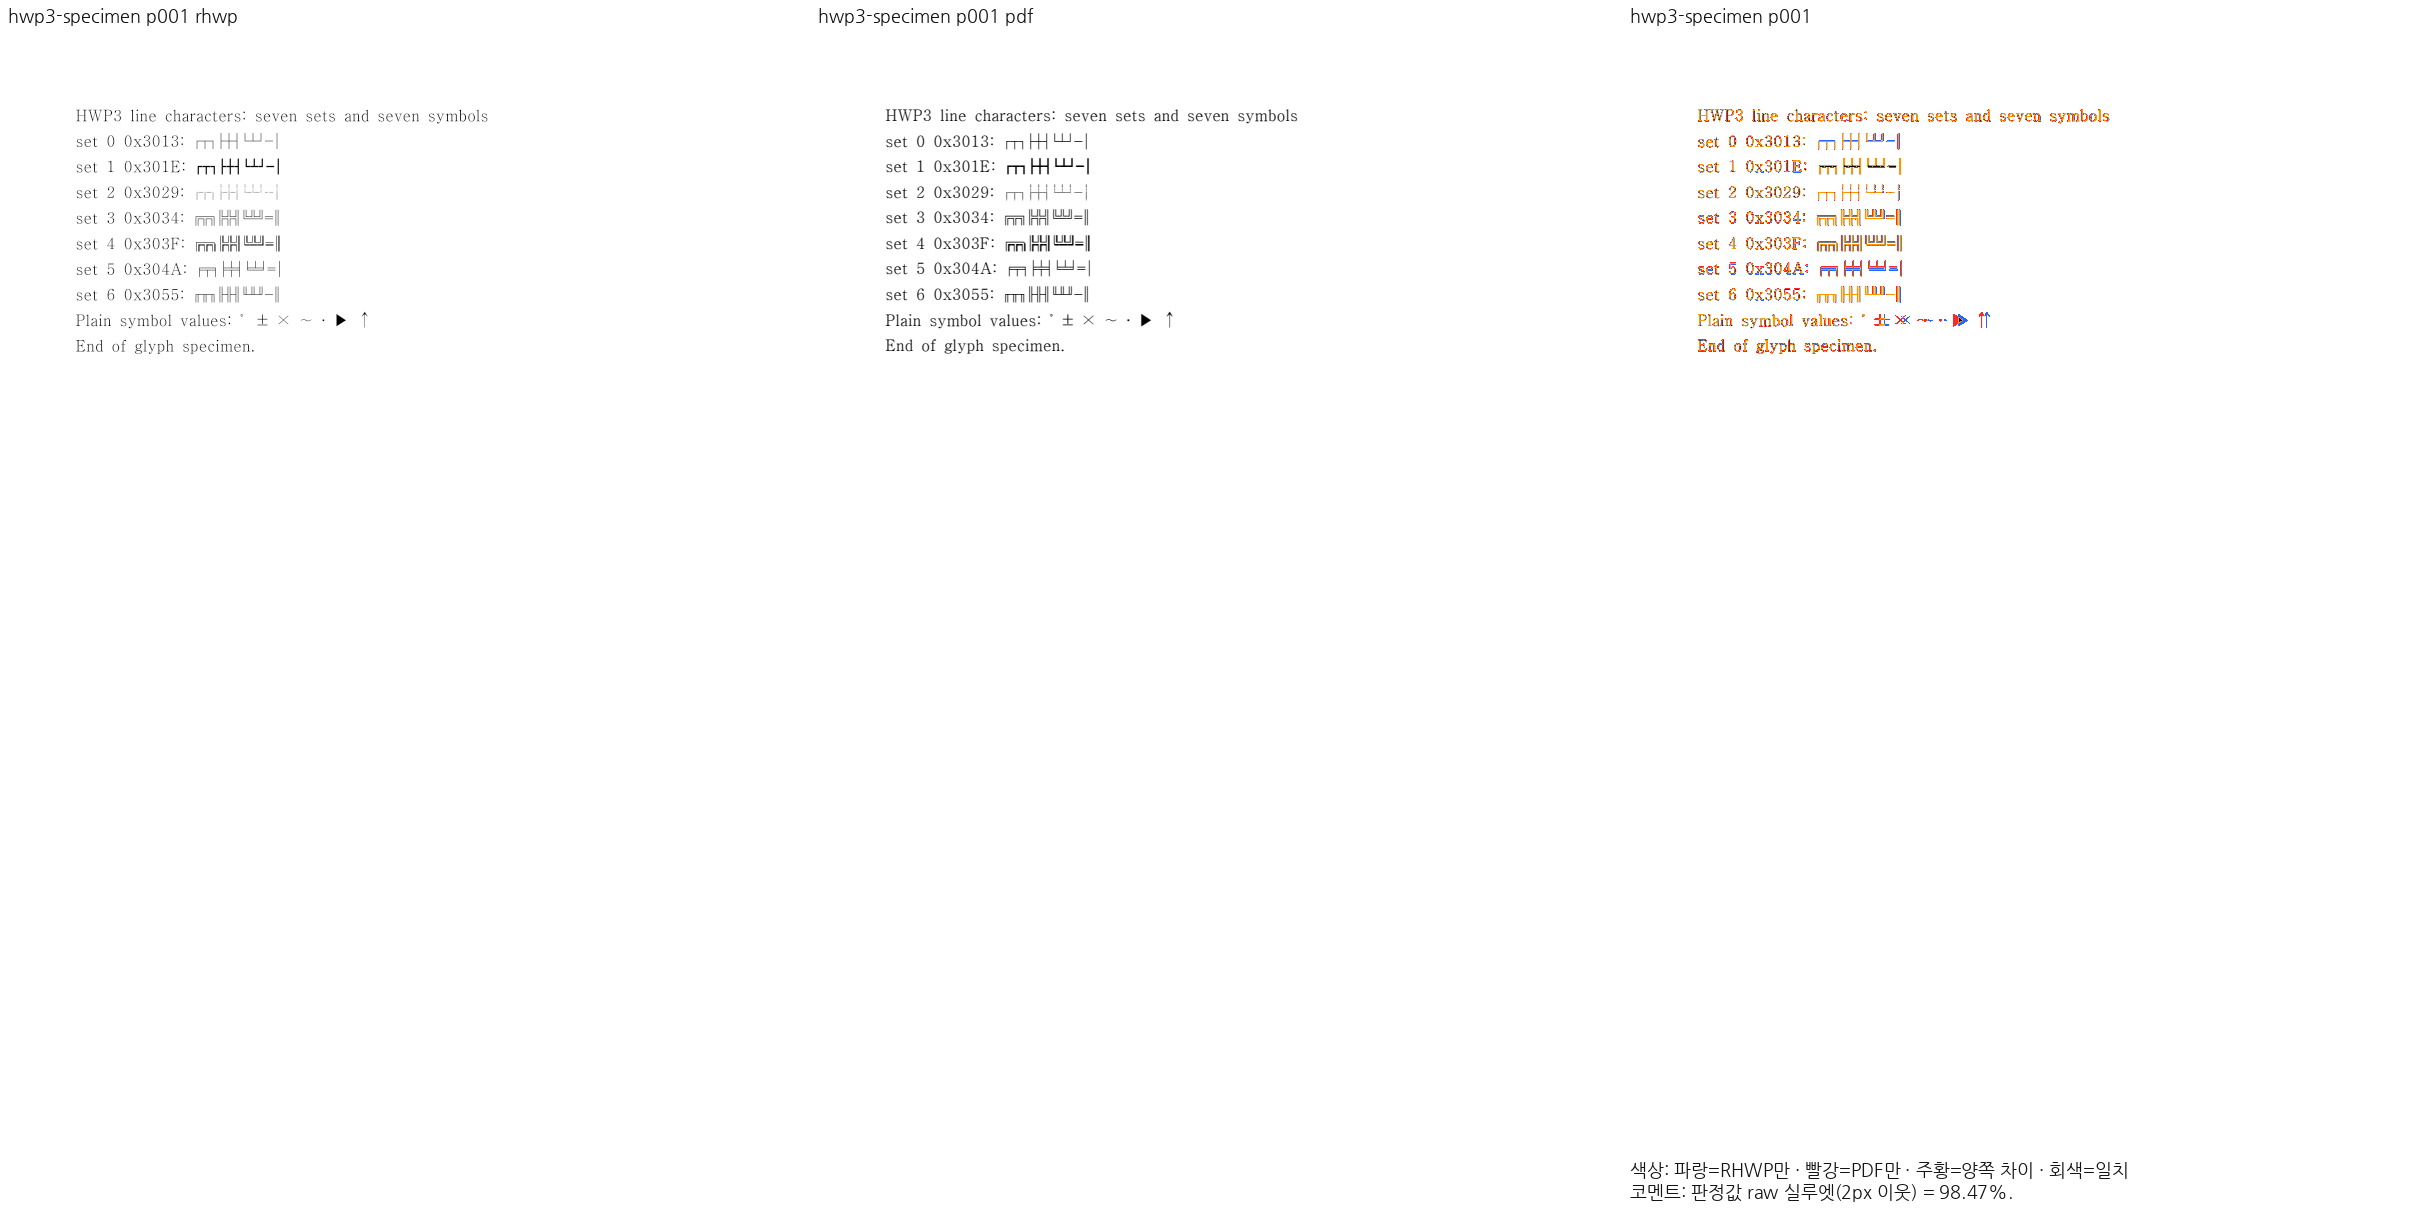 hwp3-specimen p001 rhwp
HWP3 line characters: seven sets and seven symbols
set 0 0x3013: ┌┬┐├┼┤└┴┘─│
set 1 0x301E: ┏┳┓┣╋┫┗┻┛━┃
set 2 0x3029: ┌┬┐├┼┤└┴┘┄┆
set 3 0x3034: ╔╦╗╠╬╣╚╩╝═║
set 4 0x303F: ╔╦╗╠╬╣╚╩╝═║
set 5 0x304A: ╒╤╕╞╪╡╘╧╛═│
set 6 0x3055: ╓╥╖╟╫╢╙╨╜─║
Plain symbol values: ° ± × ~ · ▶ ↑
End of glyph specimen.
hwp3-specimen p001 pdf
HWP3 line characters: seven sets and seven symbols
set 0 0x3013: ┌┬┐├┼┤└┴┘─│
set 1 0x301E: ┏┳┓┣╋┫┗┻┛━┃
set 2 0x3029: ┌┬┐├┼┤└┴┘┄┆
set 3 0x3034: ╔╦╗╠╬╣╚╩╝═║
set 4 0x303F: ╔╦╗╠╬╣╚╩╝═║
set 5 0x304A: ╒╤╕╞╪╡╘╧╛═│
set 6 0x3055: ╓╥╖╟╫╢╙╨╜─║
Plain symbol values: ° ± × ~ · ▶ ↑
End of glyph specimen.
hwp3-specimen p001
HWP3 line characters: seven sets and seven symbols
set 0 0x3013: ┌┬┐├┼┤└┴┘─│
set 1 0x301E: ┏┳┓┣╋┫┗┻┛━┃
set 2 0x3029: ┌┬┐├┼┤└┴┘┄┆
set 3 0x3034: ╔╦╗╠╬╣╚╩╝═║
set 4 0x303F: ╔╦╗╠╬╣╚╩╝═║
set 5 0x304A: ╒╤╕╞╪╡╘╧╛═│
set 6 0x3055: ╓╥╖╟╫╢╙╨╜─║
Plain symbol values: ° ± × ~ · ▶ ↑
End of glyph specimen.
색상: 파랑=RHWP만 · 빨강=PDF만 · 주황=양쪽 차이 · 회색=일치
코멘트: 판정값 raw 실루엣(2px 이웃) = 98.47%.